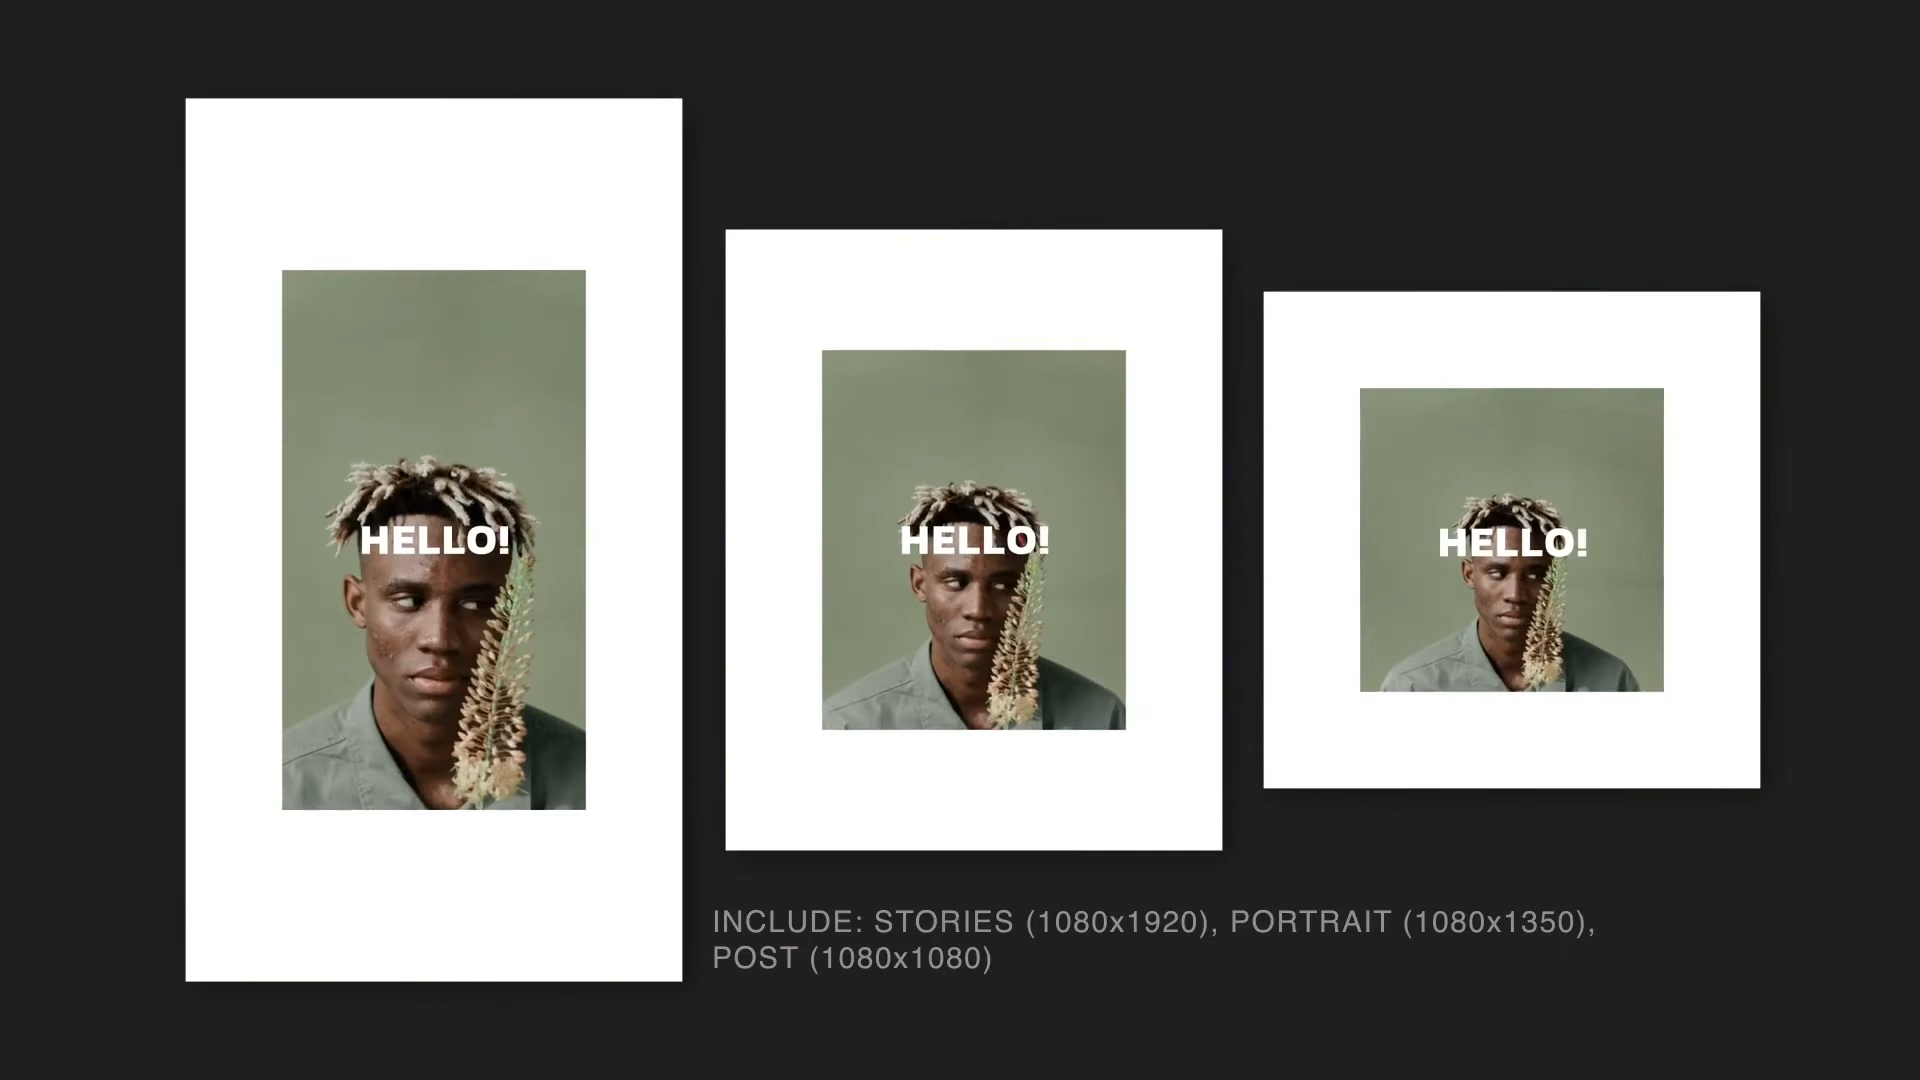 HELLO!
HELLO!
HELLO!
INCLUDE: STORIES (1080x1920), PORTRAIT (1080x1350),
POST (1080x1080)